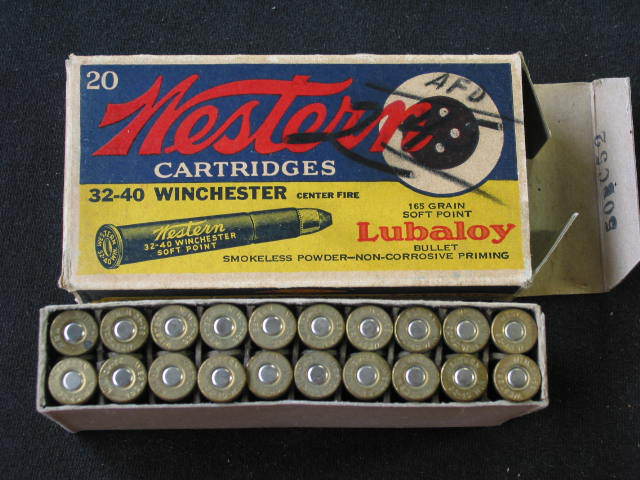 20
Western
AFD
CARTRIDGES
32-40 WINCHESTER CENTER FIRE
Western
32-40 WINCHESTER
SOFT POINT
165 GRAIN
SOFT POINT
Lubaloy
BULLET
SMOKELESS POWDER—NON-CORROSIVE PRIMING